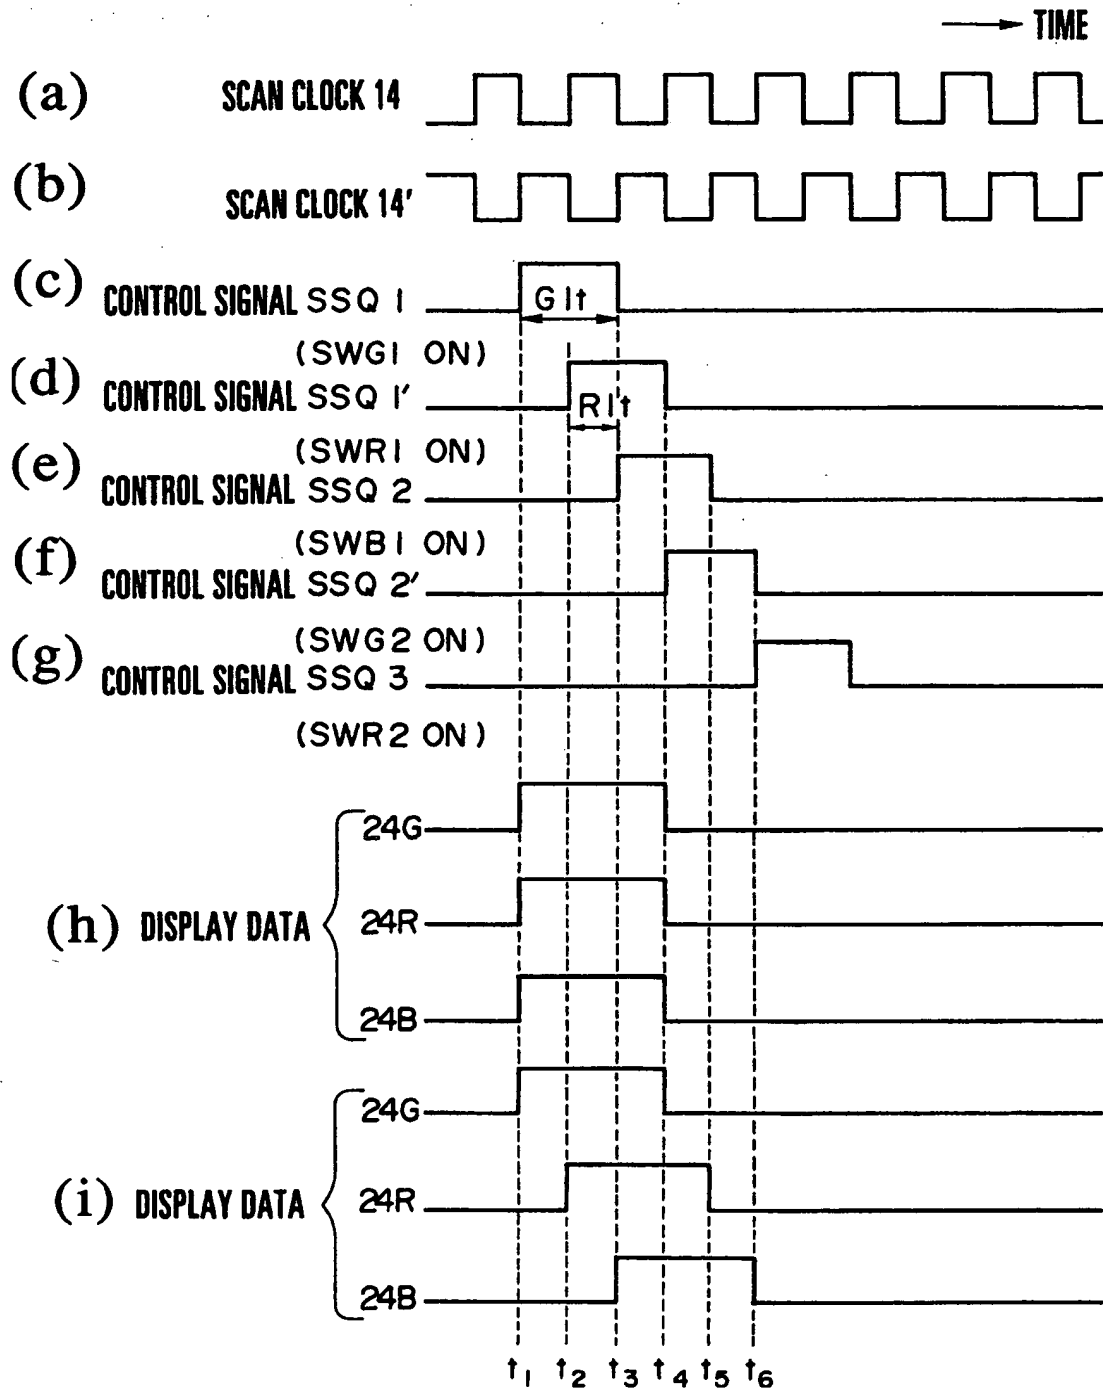 TIME
(a) SCAN CLOCK 14
(b) SCAN CLOCK 14'
(c) CONTROL SIGNAL SSQ 1
G1t
(SWG1 ON)
(d) CONTROL SIGNAL SSQ 1'
R1't
(SWR1 ON)
(e) CONTROL SIGNAL SSQ 2
(SWB1 ON)
(f) CONTROL SIGNAL SSQ 2'
(SWG2 ON)
(g) CONTROL SIGNAL SSQ 3
(SWR2 ON)
24G
24R
(h) DISPLAY DATA
24B
24G
24R
(i) DISPLAY DATA
24B
t1 t2 t3 t4 t5 t6